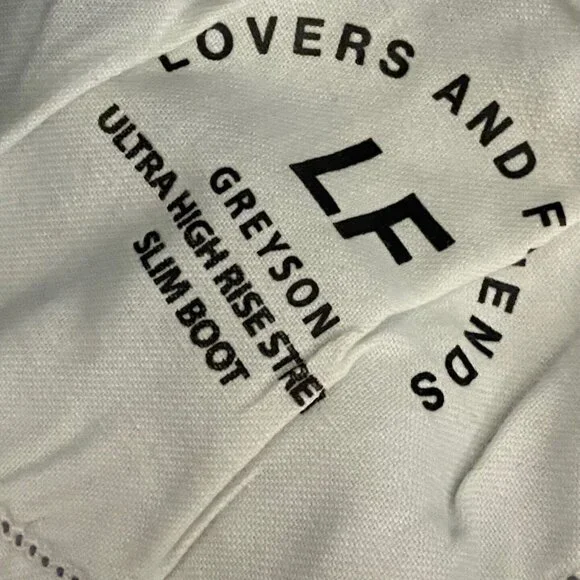 LOVERS AND FRIENDS
LF
GREYSON
ULTRA HIGH RISE STRE
SLIM BOOT